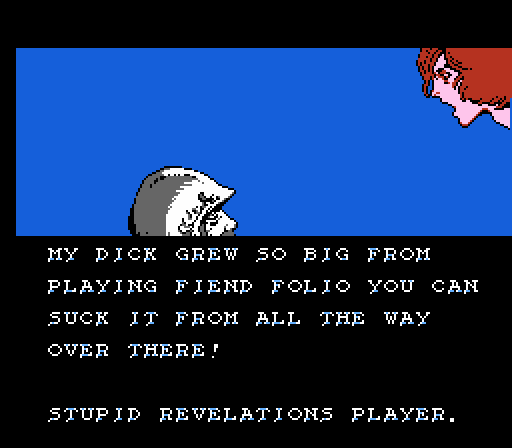 MY DICK GREW SO BIG FROM
PLAYING FIEND FOLIO YOU CAN
SUCK IT FROM ALL THE WAY
OVER THERE!
STUPID REVELATIONS PLAYER.